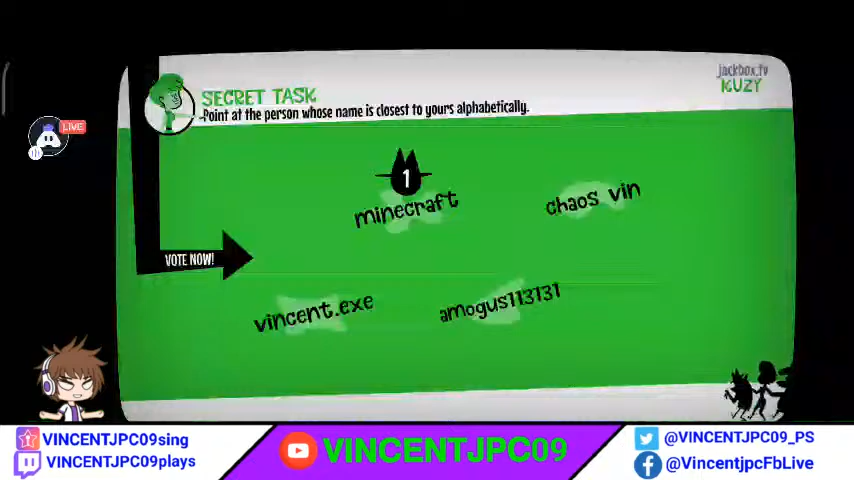 jackbox.tv
KUZY
SECRET TASK
Point at the person whose name is closest to yours alphabetically.
LIVE
1
minecraft
chaos vin
VOTE NOW!
vincent.exe
amogus113131
VINCENTJPC09sing
VINCENTJPC09plays
VINCENTJPC09
@VINCENTJPC09_PS
@VincentjpcFbLive